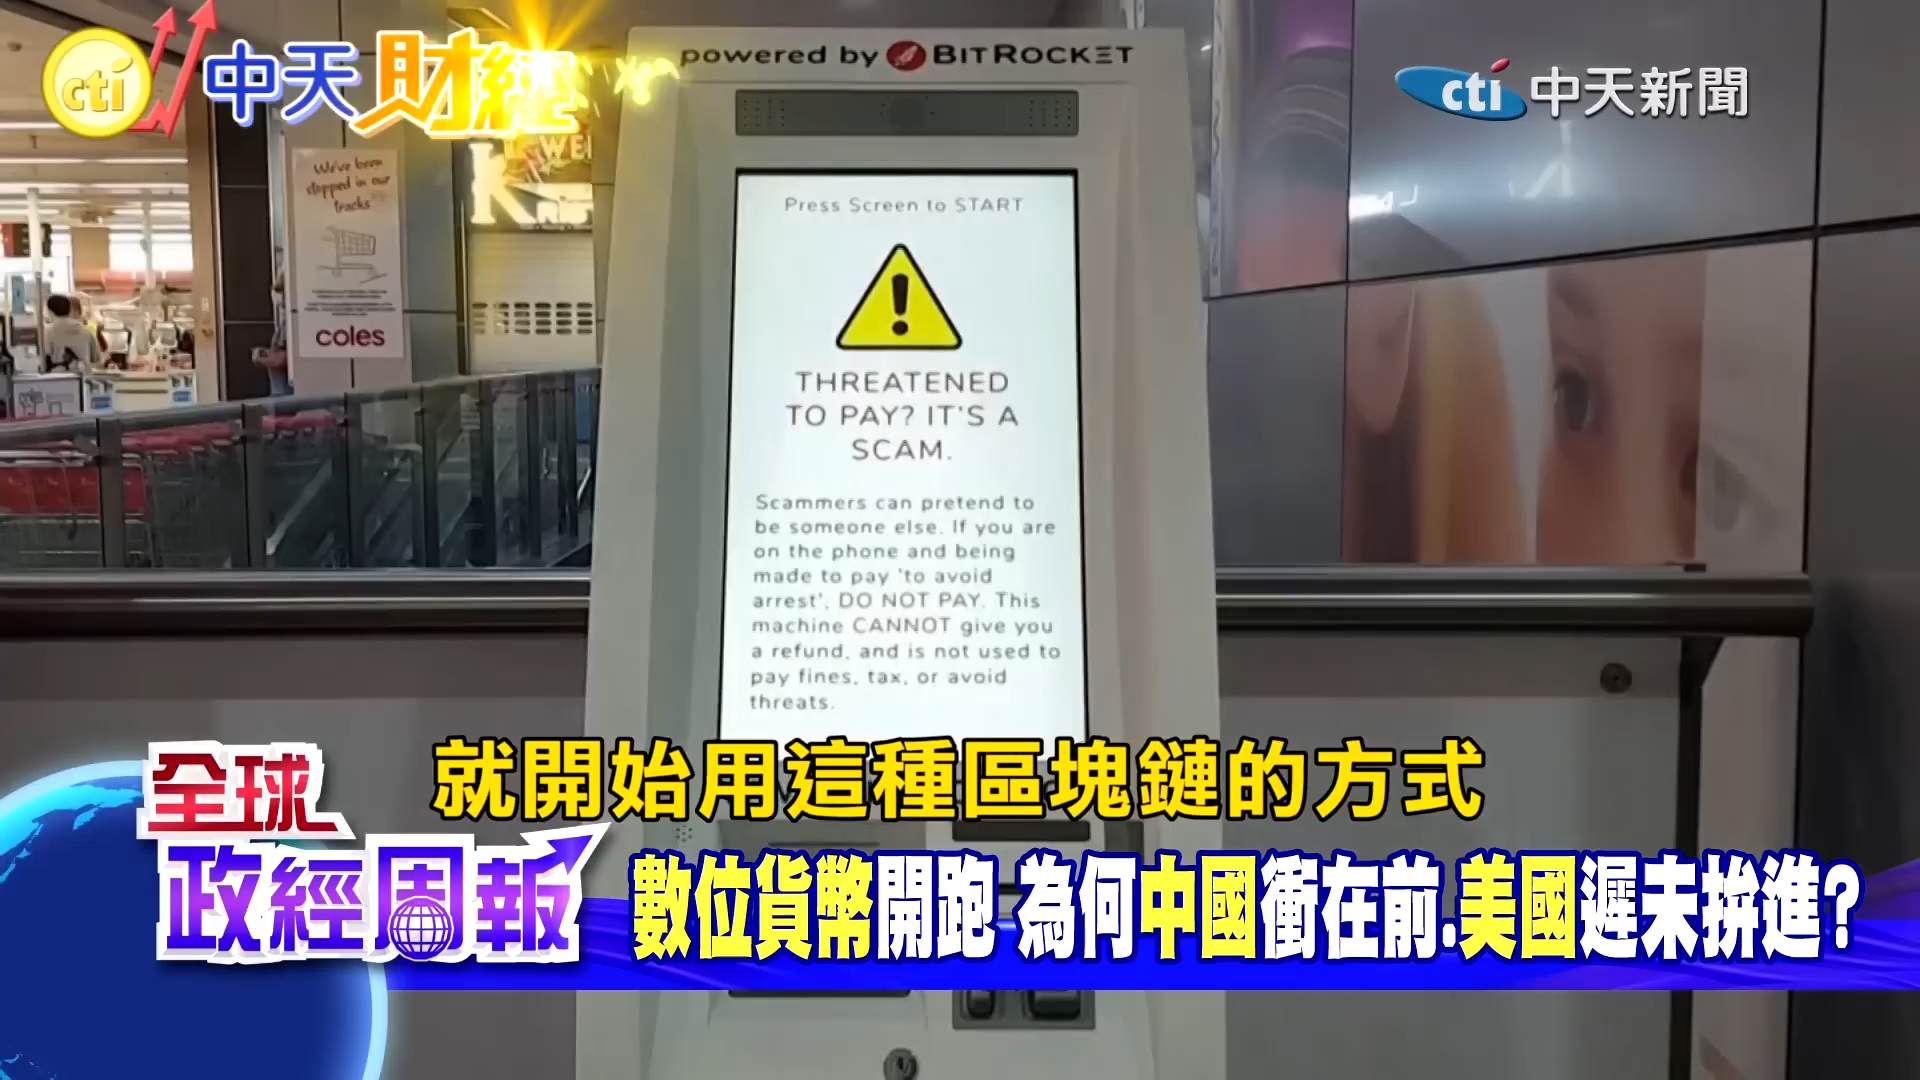 cti
中天財經
powered by BITROCKET
cti 中天新聞
We've been
stopped in our
tracks
coles
Press Screen to START
THREATENED
TO PAY? IT'S A
SCAM.
Scammers can pretend to
be someone else. If you are
on the phone and being
made to pay 'to avoid
arrest', DO NOT PAY. This
machine CANNOT give you
a refund, and is not used to
pay fines, tax, or avoid
threats.
就開始用這種區塊鏈的方式
全球
政經周報
數位貨幣開跑 為何中國衝在前.美國遲未拚進?